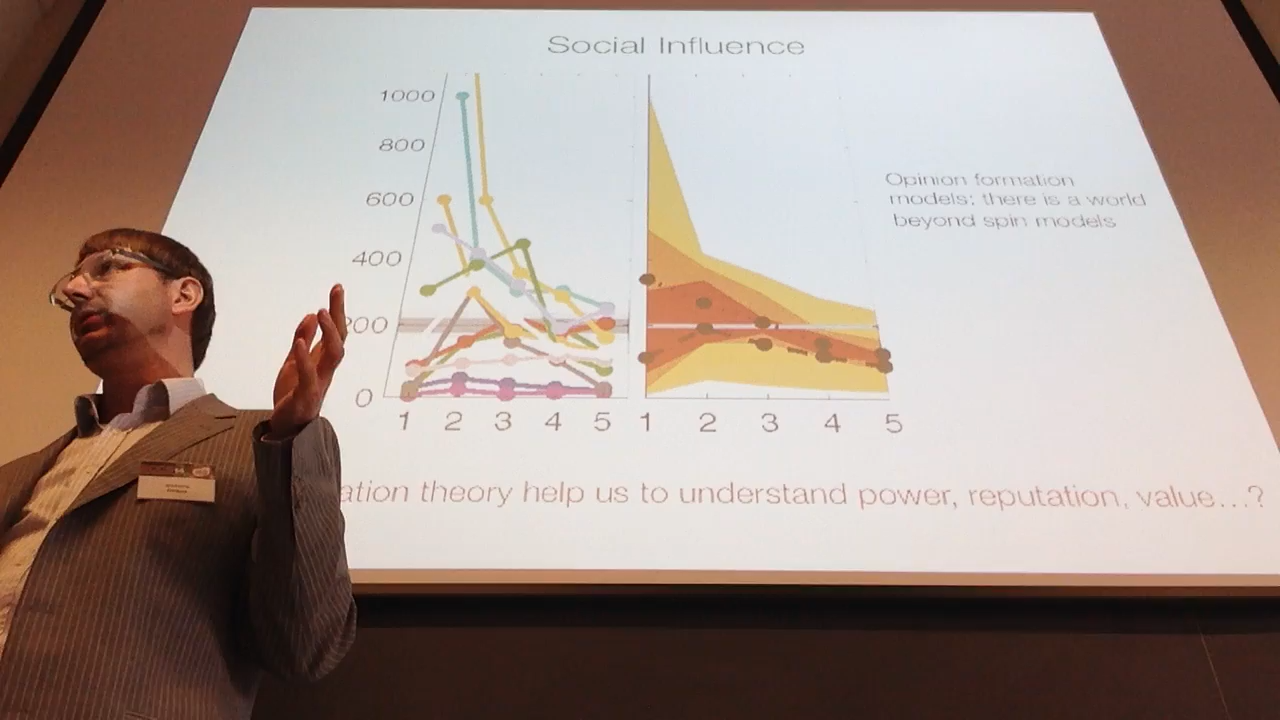 Social Influence
1000
800
600
400
200
0
1 2 3 4 5 1 2 3 4 5
Opinion formation
models: there is a world
beyond spin models
ation theory help us to understand power, reputation, value...?